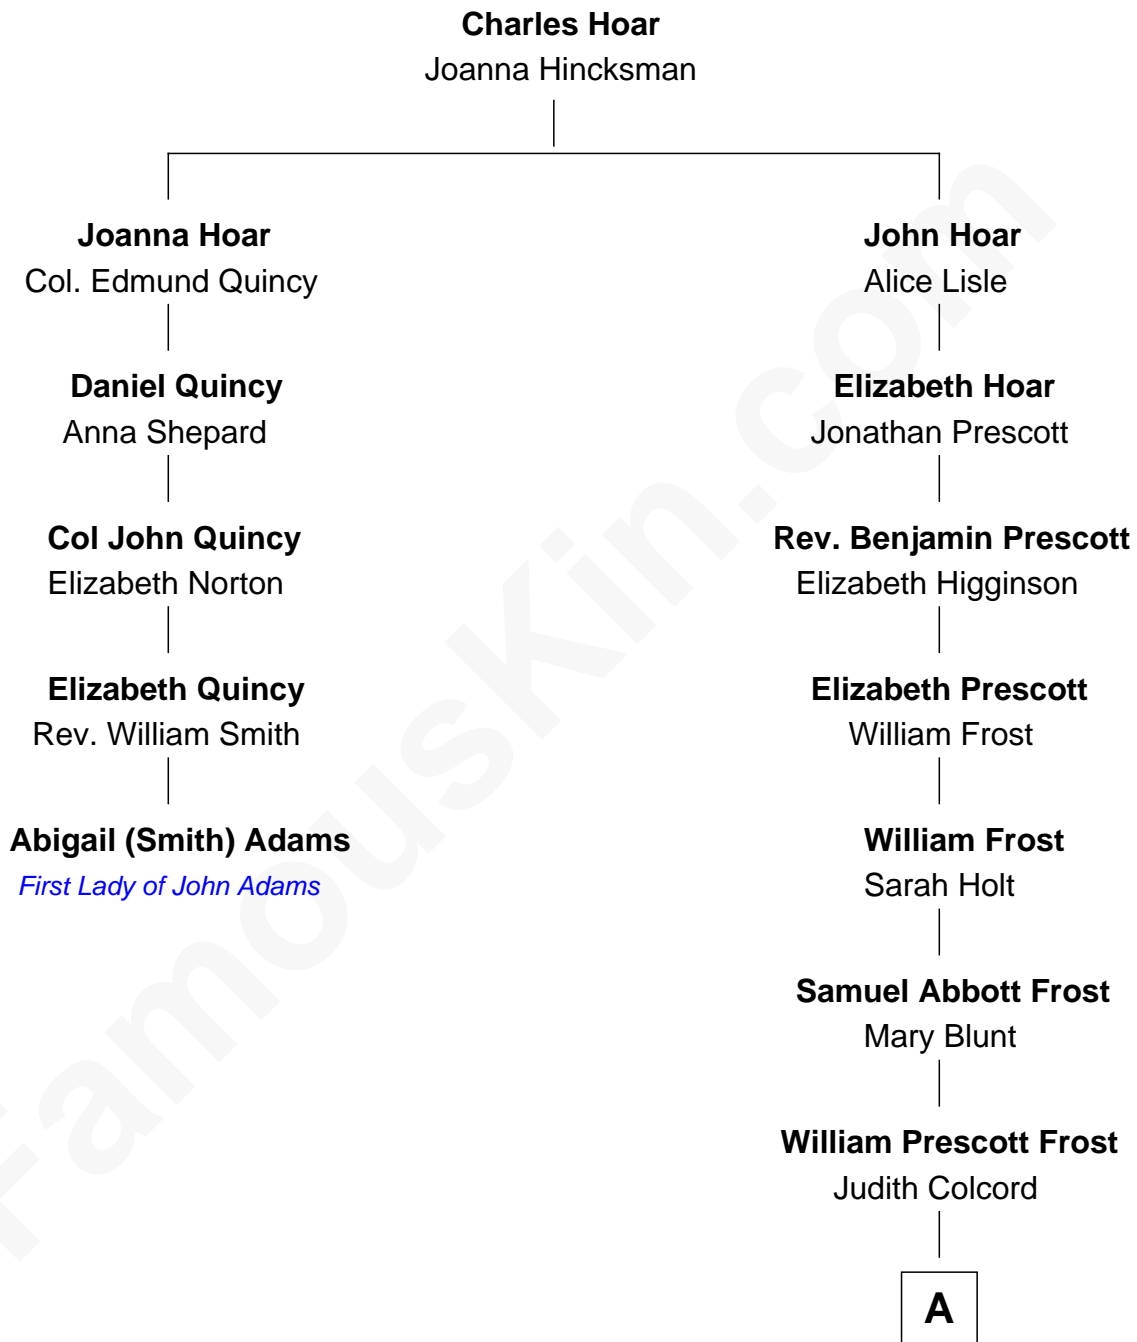 Charles Hoar
Joanna Hincksman
Joanna Hoar
Col. Edmund Quincy
Daniel Quincy
Anna Shepard
Col John Quincy
Elizabeth Norton
Elizabeth Quincy
Rev. William Smith
Abigail (Smith) Adams
First Lady of John Adams
John Hoar
Alice Lisle
Elizabeth Hoar
Jonathan Prescott
Rev. Benjamin Prescott
Elizabeth Higginson
Elizabeth Prescott
William Frost
William Frost
Sarah Holt
Samuel Abbott Frost
Mary Blunt
William Prescott Frost
Judith Colcord
A
FamousKin.com